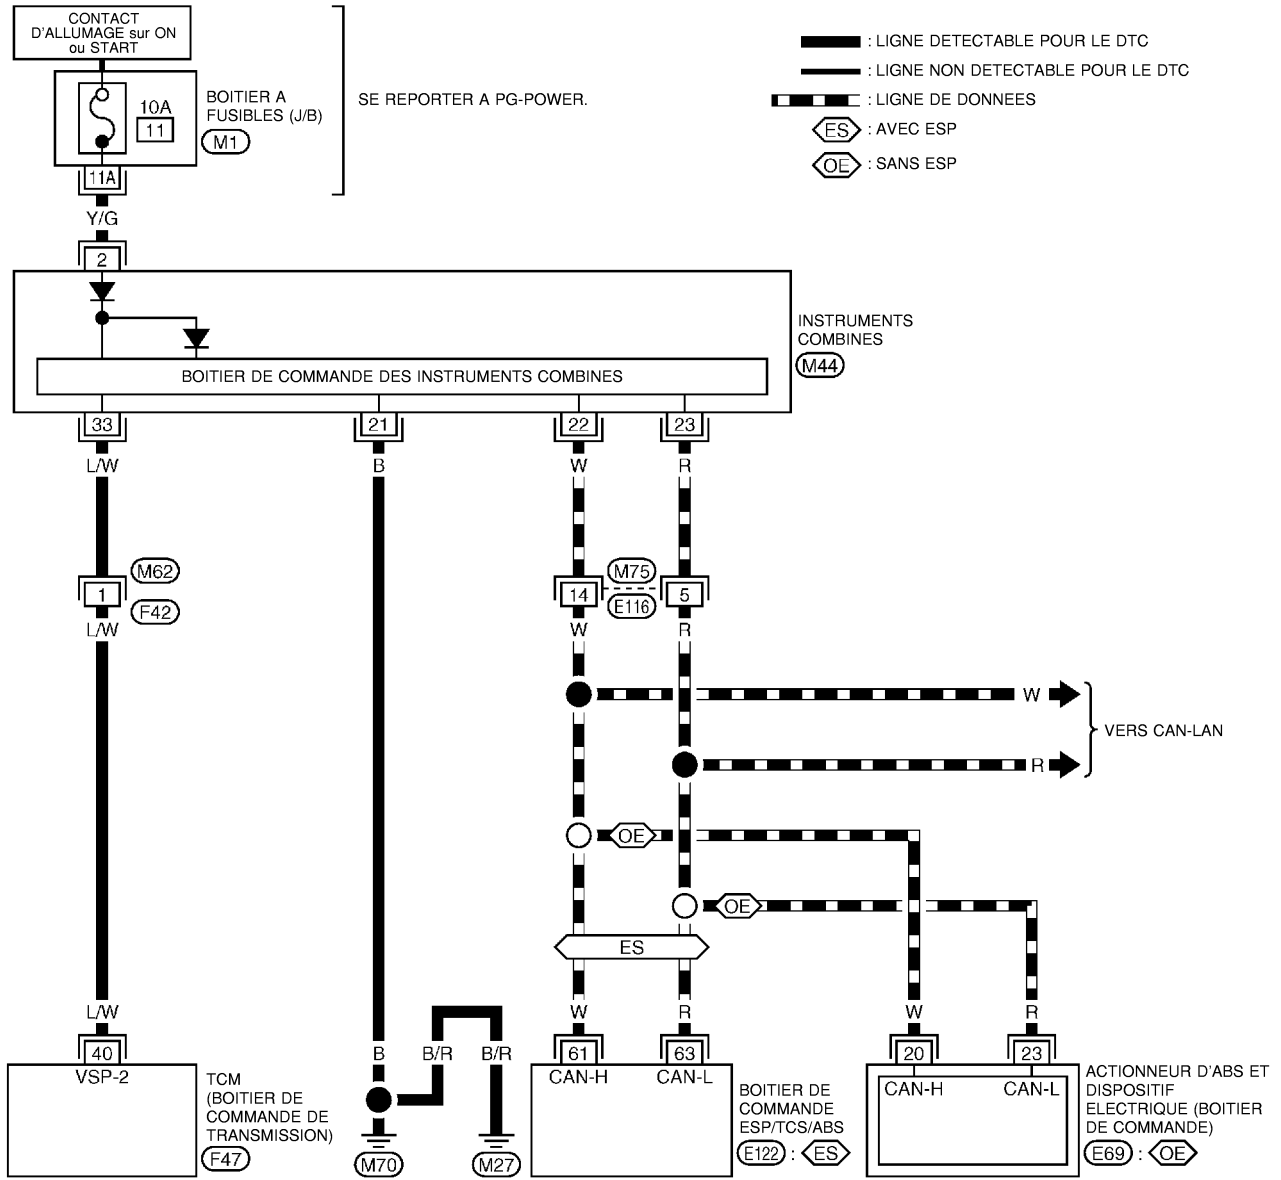 CONTACT
D'ALLUMAGE sur ON
ou START
10A
11
BOITIER A
FUSIBLES (J/B)
M1
SE REPORTER A PG-POWER.
: LIGNE DETECTABLE POUR LE DTC
: LIGNE NON DETECTABLE POUR LE DTC
: LIGNE DE DONNEES
ES : AVEC ESP
OE : SANS ESP
11A
Y/G
2
INSTRUMENTS
COMBINES
M44
BOITIER DE COMMANDE DES INSTRUMENTS COMBINES
33 21 22 23
L/W B W R
M62 M75
1 14 5
F42 E116
L/W W R
W
VERS CAN-LAN
R
OE
OE
ES
L/W W R W R
B B/R B/R
40 61 63 20 23
VSP-2 CAN-H CAN-L CAN-H CAN-L
TCM
(BOITIER DE
COMMANDE DE
TRANSMISSION)
F47
M70 M27
BOITIER DE
COMMANDE
ESP/TCS/ABS
E122 : ES
ACTIONNEUR D'ABS ET
DISPOSITIF
ELECTRIQUE (BOITIER
DE COMMANDE)
E69 : OE